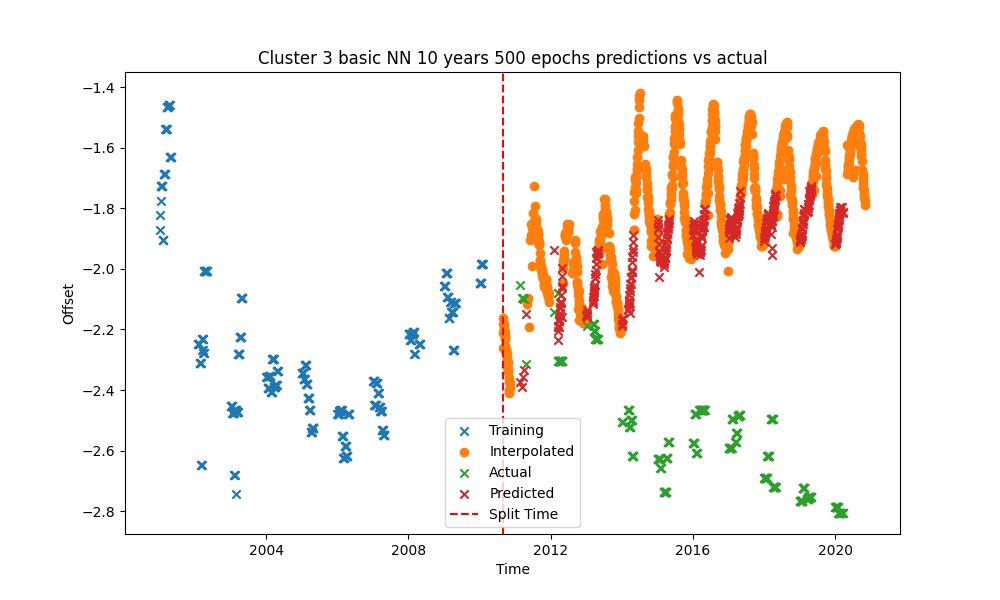 Cluster 3 basic NN 10 years 500 epochs predictions vs actual
−1.4
−1.6
−1.8
−2.0
−2.2
−2.4
−2.6
−2.8
Offset
Training
Interpolated
Actual
Predicted
Split Time
2004
2008
2012
2016
2020
Time